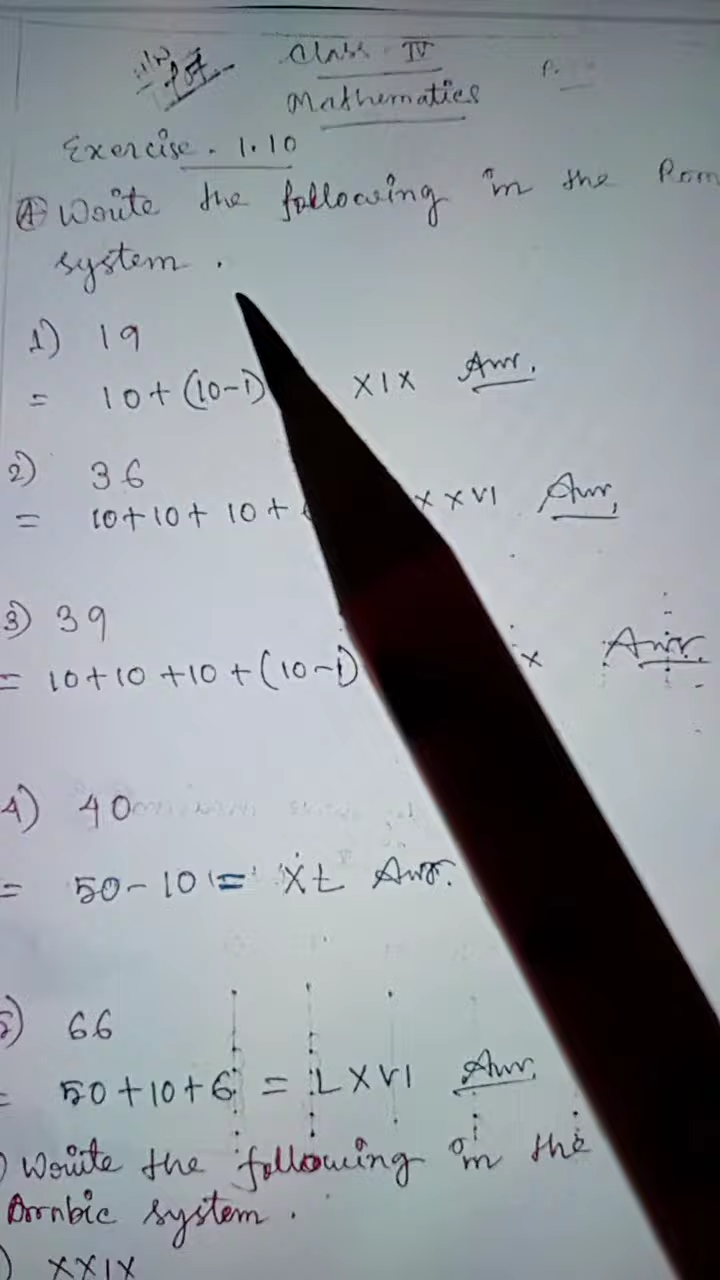 Class IV
Mathematics
Exercise. 1.10
A Write the following in the Rom
system.
1) 19
= 10+(10-1) XIX Ans.
2) 36
= 10+10+10+ XXVI Ans,
3) 39
= 10+10+10+(10-1) X Ans.
4) 40
= 50-10 = XL Ans.
5) 66
= 50+10+6 = LXVI Ans.
) Write the following in the
Arabic system.
) XXIX